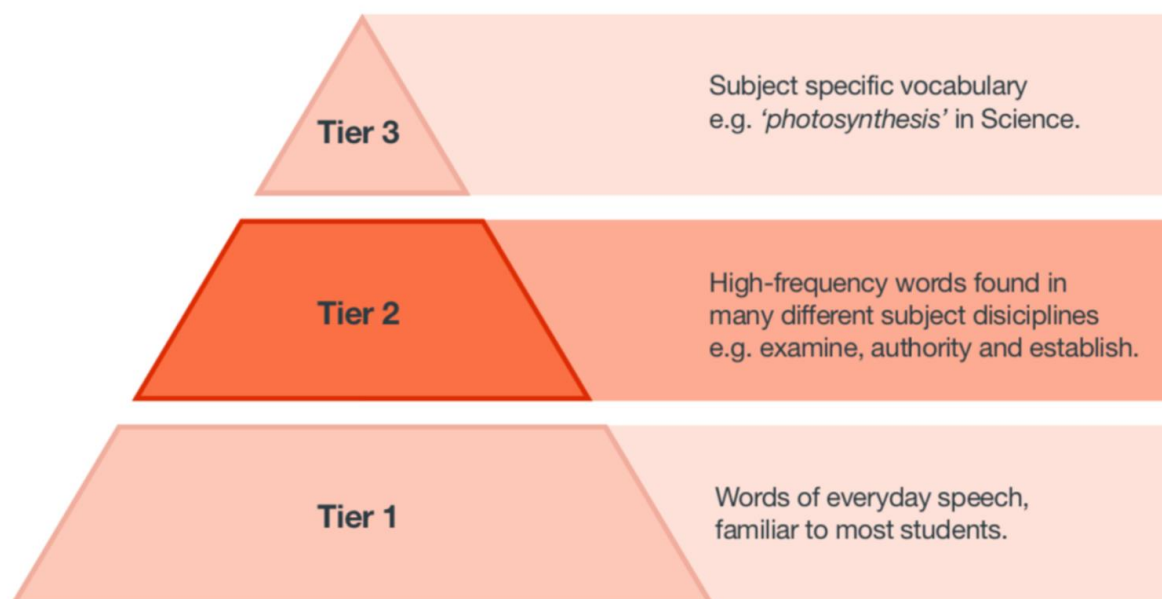 Tier 3
Subject specific vocabulary
e.g. ‘photosynthesis’ in Science.
Tier 2
High-frequency words found in
many different subject disiciplines
e.g. examine, authority and establish.
Tier 1
Words of everyday speech,
familiar to most students.